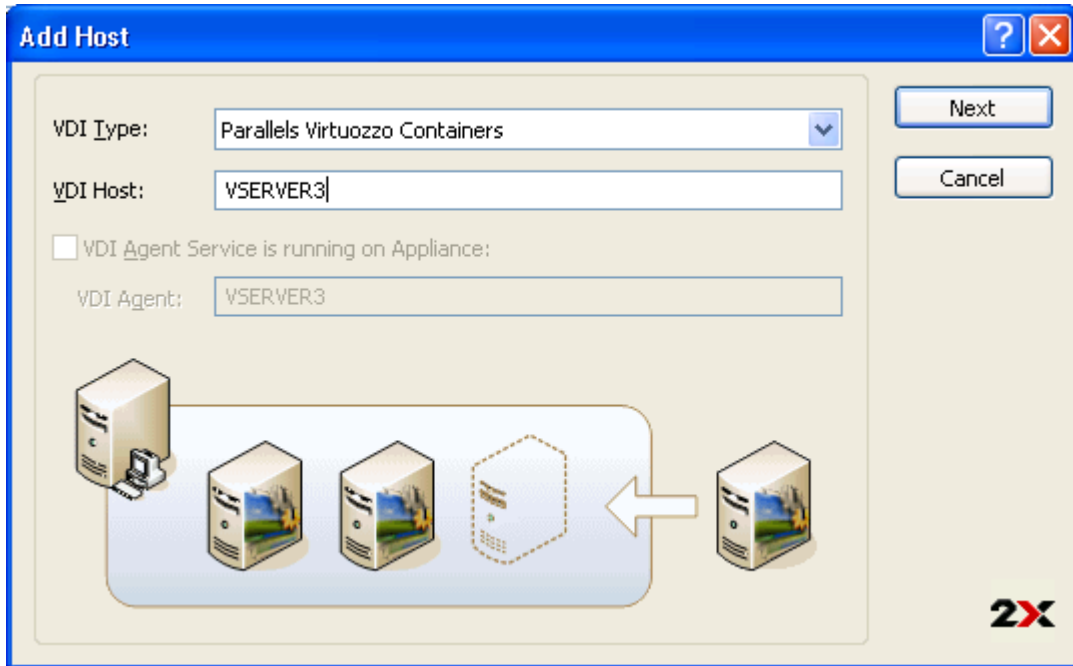 Add Host
VDI Type:
Parallels Virtuozzo Containers
Next
VDI Host:
VSERVER3
Cancel
VDI Agent Service is running on Appliance:
VDI Agent:
VSERVER3
2X